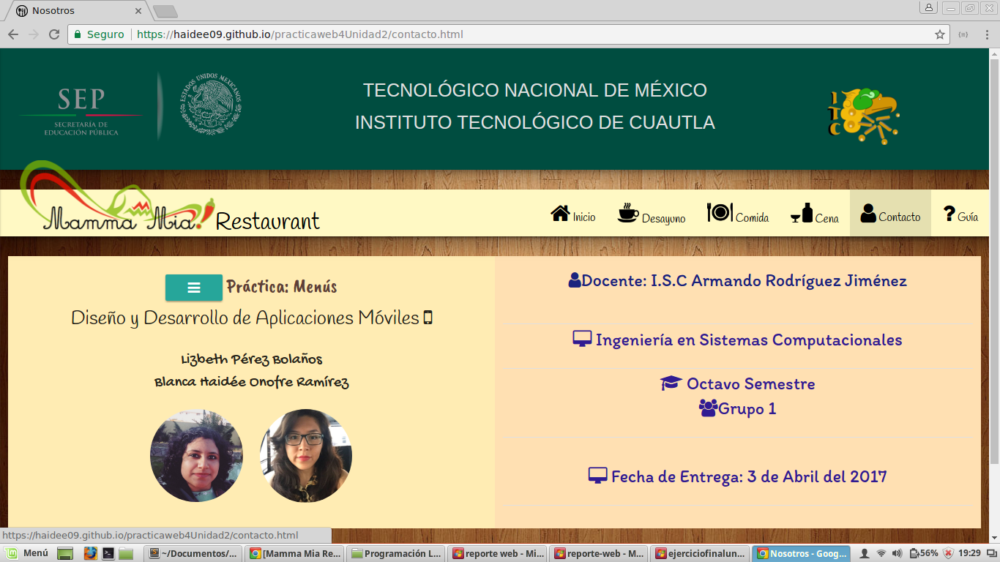 Nosotros
Seguro https://haidee09.github.io/practicaweb4Unidad2/contacto.html
SEP
SECRETARÍA DE
EDUCACIÓN PÚBLICA
ESTADOS UNIDOS MEXICANOS
TECNOLÓGICO NACIONAL DE MÉXICO
INSTITUTO TECNOLÓGICO DE CUAUTLA
ITC
Mamma Mia! Restaurant
Inicio Desayuno Comida Cena Contacto Guía
Práctica: Menús
Diseño y Desarrollo de Aplicaciones Móviles
Lizbeth Pérez Bolaños
Blanca Haidée Onofre Ramírez
Docente: I.S.C Armando Rodríguez Jiménez
Ingeniería en Sistemas Computacionales
Octavo Semestre
Grupo 1
Fecha de Entrega: 3 de Abril del 2017
https://haidee09.github.io/practicaweb4Unidad2/contacto.html
Menú ~/Documentos/... [Mamma Mia Re... Programación L... reporte web - Mi... reporte-web - M... ejerciciofinalun... Nosotros - Goog... 56% 19:29